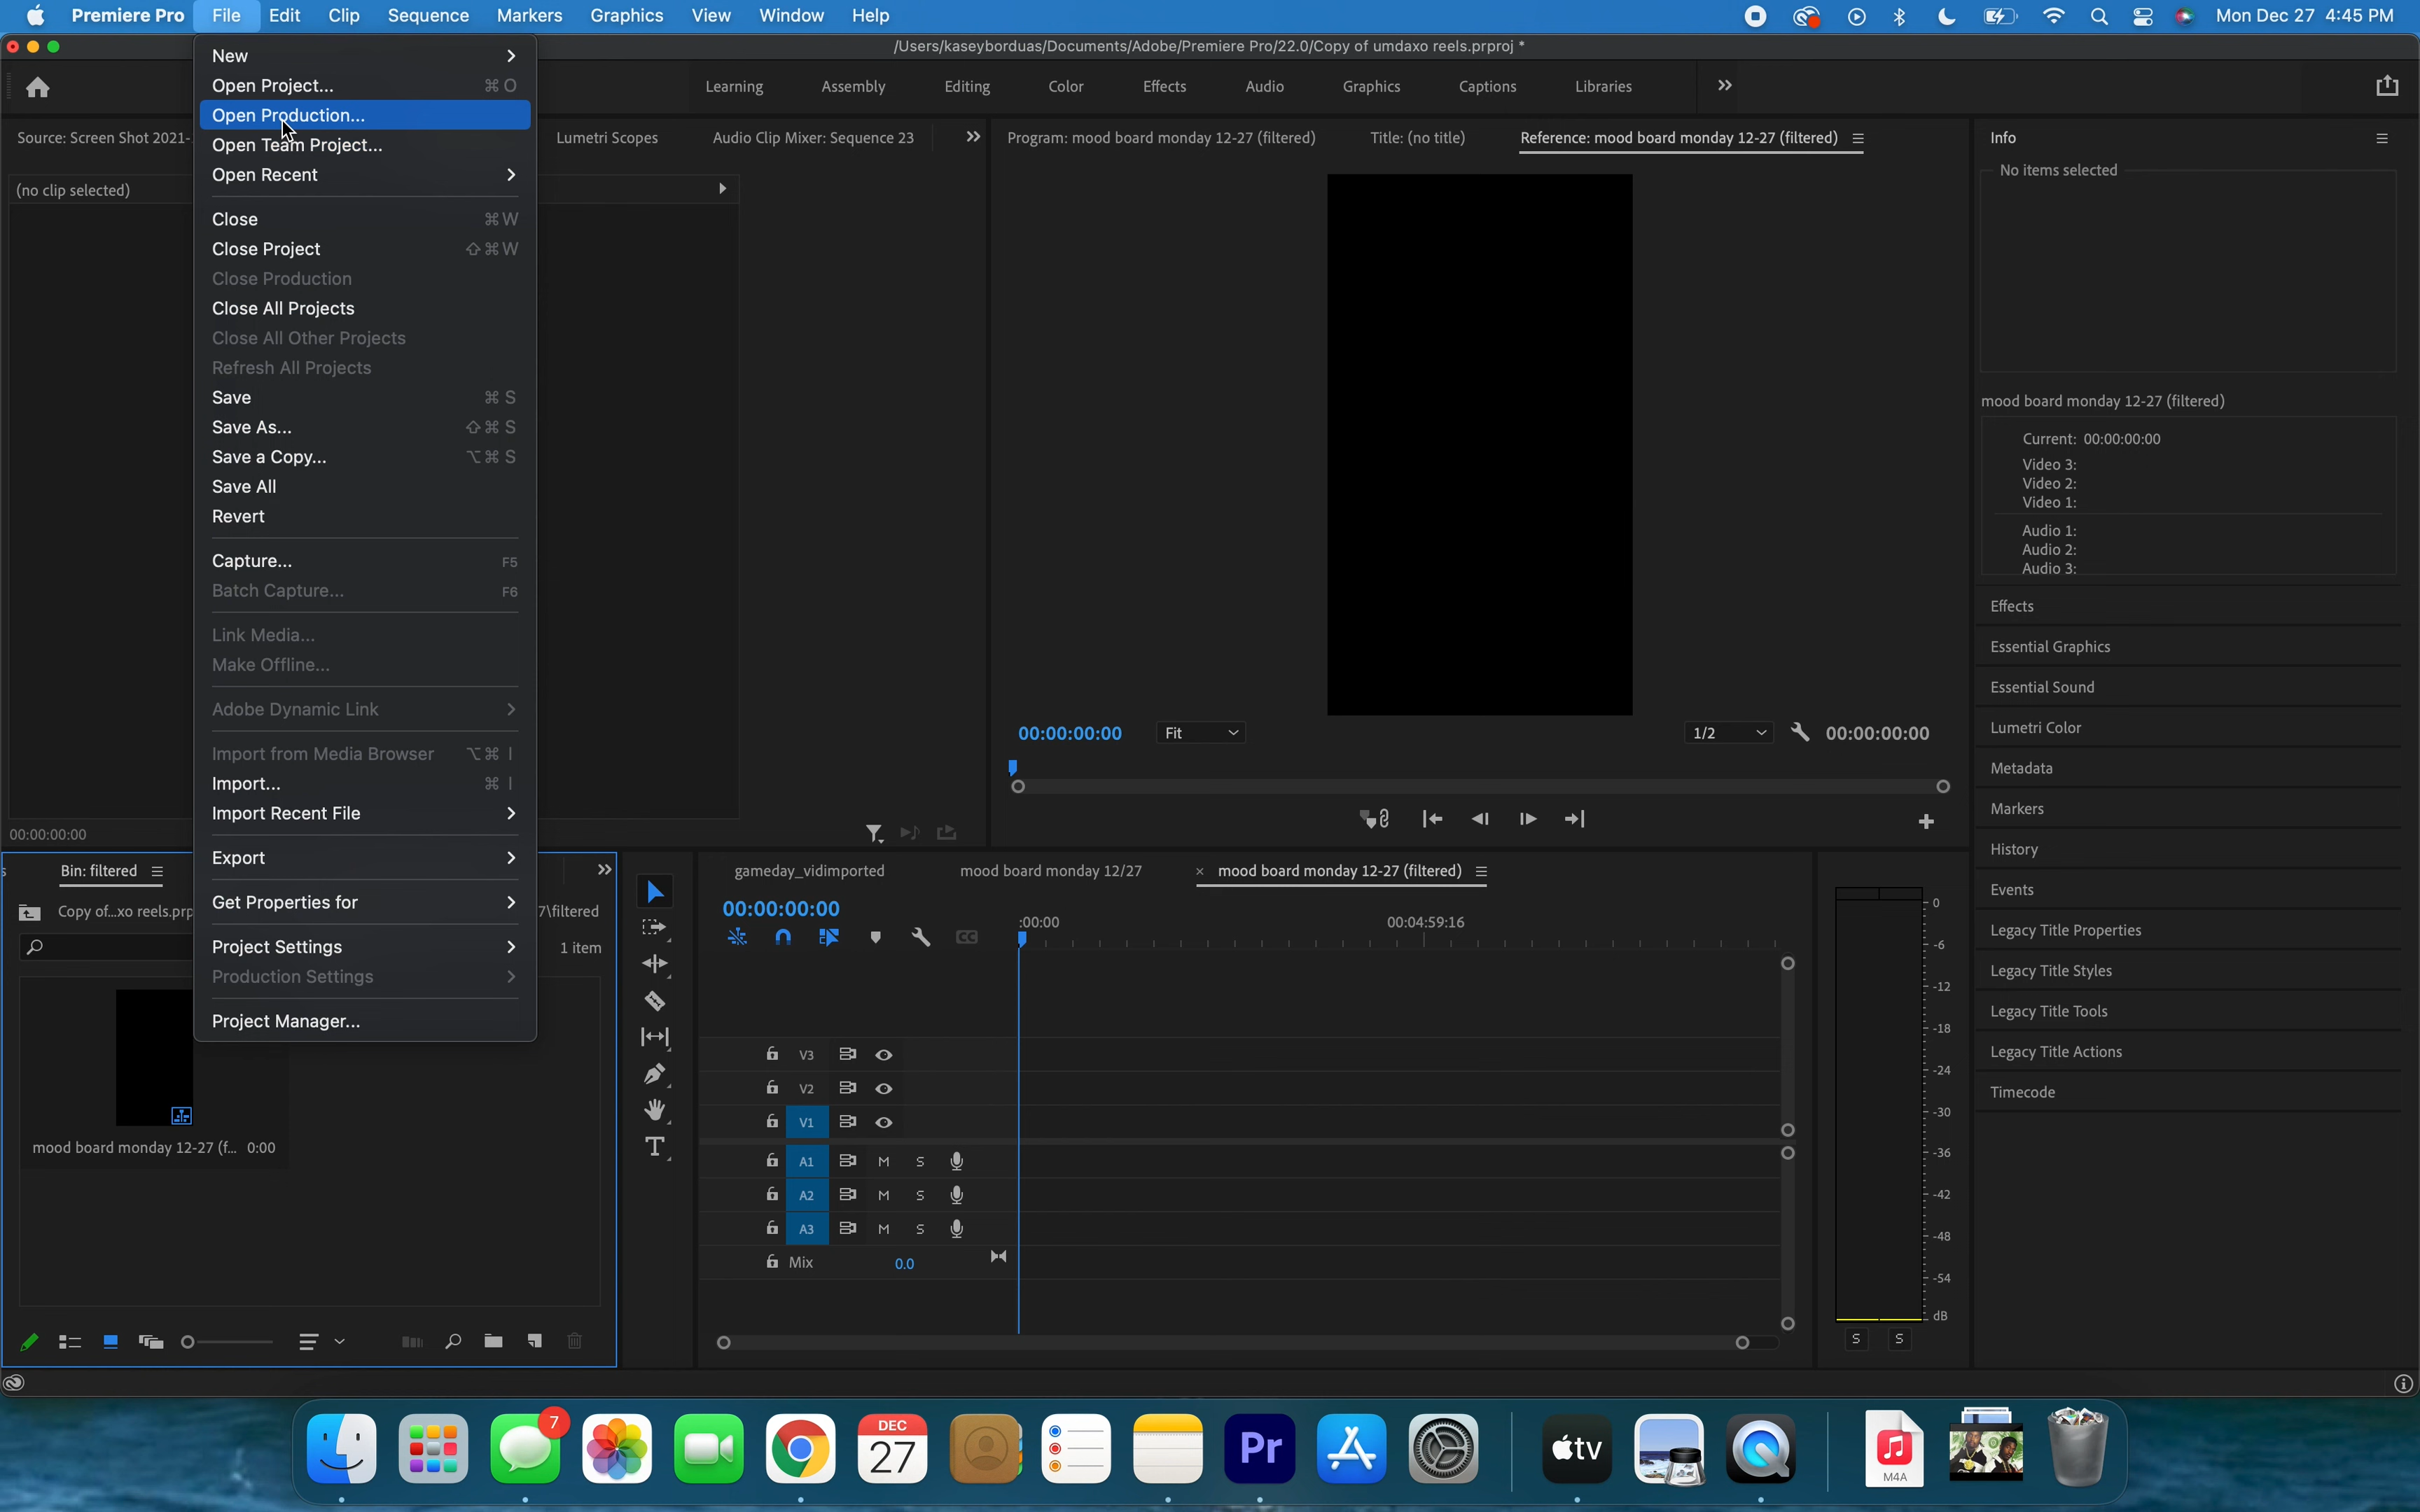 Premiere Pro File Edit Clip Sequence Markers Graphics View Window Help Mon Dec 27 4:45 PM
/Users/kaseyborduas/Documents/Adobe/Premiere Pro/22.0/Copy of umdaxo reels.prproj *
Learning Assembly Editing Color Effects Audio Graphics Captions Libraries
New
Open Project... ⌘ O
Open Production...
Open Team Project...
Open Recent
Close ⌘W
Close Project ⇧⌘W
Close Production
Close All Projects
Close All Other Projects
Refresh All Projects
Save ⌘ S
Save As... ⇧⌘ S
Save a Copy... ⌥⌘ S
Save All
Revert
Capture... F5
Batch Capture... F6
Link Media...
Make Offline...
Adobe Dynamic Link
Import from Media Browser ⌥⌘ I
Import... ⌘ I
Import Recent File
Export
Get Properties for
Project Settings
Production Settings
Project Manager...
Source: Screen Shot 2021- Lumetri Scopes Audio Clip Mixer: Sequence 23
(no clip selected)
00:00:00:00
Program: mood board monday 12-27 (filtered) Title: (no title) Reference: mood board monday 12-27 (filtered)
00:00:00:00 Fit 1/2 00:00:00:00
Info
No items selected
mood board monday 12-27 (filtered)
Current: 00:00:00:00
Video 3:
Video 2:
Video 1:
Audio 1:
Audio 2:
Audio 3:
Effects
Essential Graphics
Essential Sound
Lumetri Color
Metadata
Markers
History
Events
Legacy Title Properties
Legacy Title Styles
Legacy Title Tools
Legacy Title Actions
Timecode
s Bin: filtered
Copy of...xo reels.prp 7\filtered
1 item
mood board monday 12-27 (f... 0:00
gameday_vidimported mood board monday 12/27 × mood board monday 12-27 (filtered)
00:00:00:00
:00:00 00:04:59:16
CC
V3
V2
V1
A1 M S
A2 M S
A3 M S
Mix 0.0
0
-6
-12
-18
-24
-30
-36
-42
-48
-54
dB
S S
7
DEC
27
Pr
tv
M4A